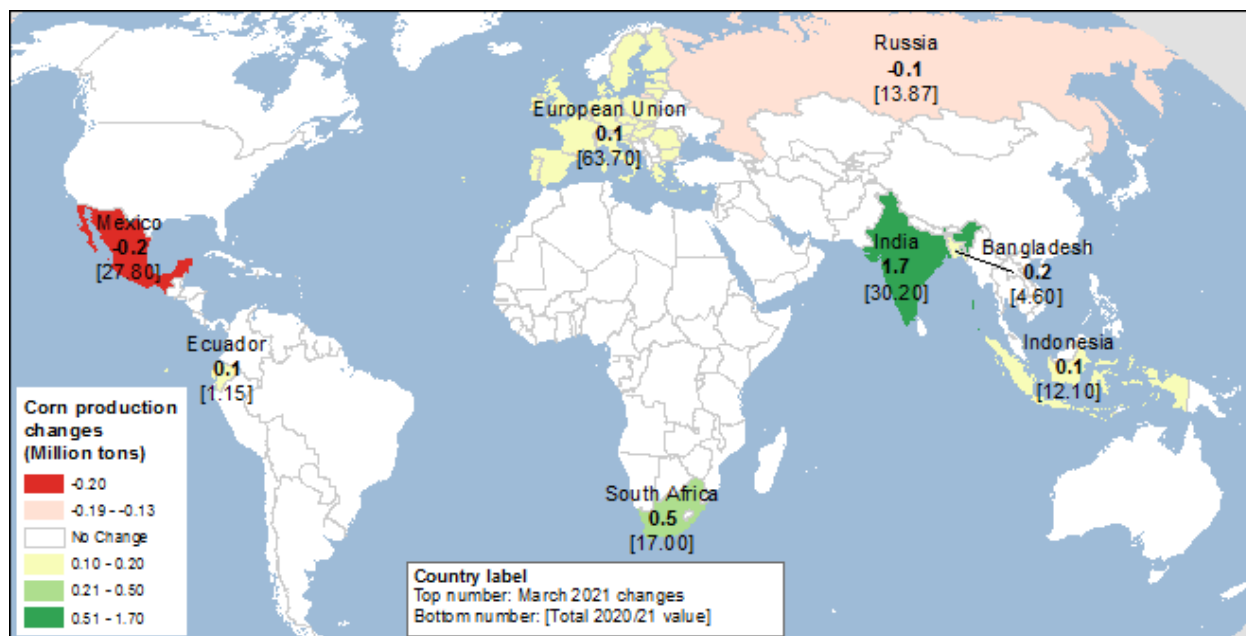 Russia
-0.1
[13.87]
European Union
0.1
[63.70]
Mexico
-0.2
[27.80]
India
1.7
[30.20]
Bangladesh
0.2
[4.60]
Ecuador
0.1
[1.15]
Indonesia
0.1
[12.10]
South Africa
0.5
[17.00]
Corn production
changes
(Million tons)
-0.20
-0.19 - -0.13
No Change
0.10 - 0.20
0.21 - 0.50
0.51 - 1.70
Country label
Top number: March 2021 changes
Bottom number: [Total 2020/21 value]